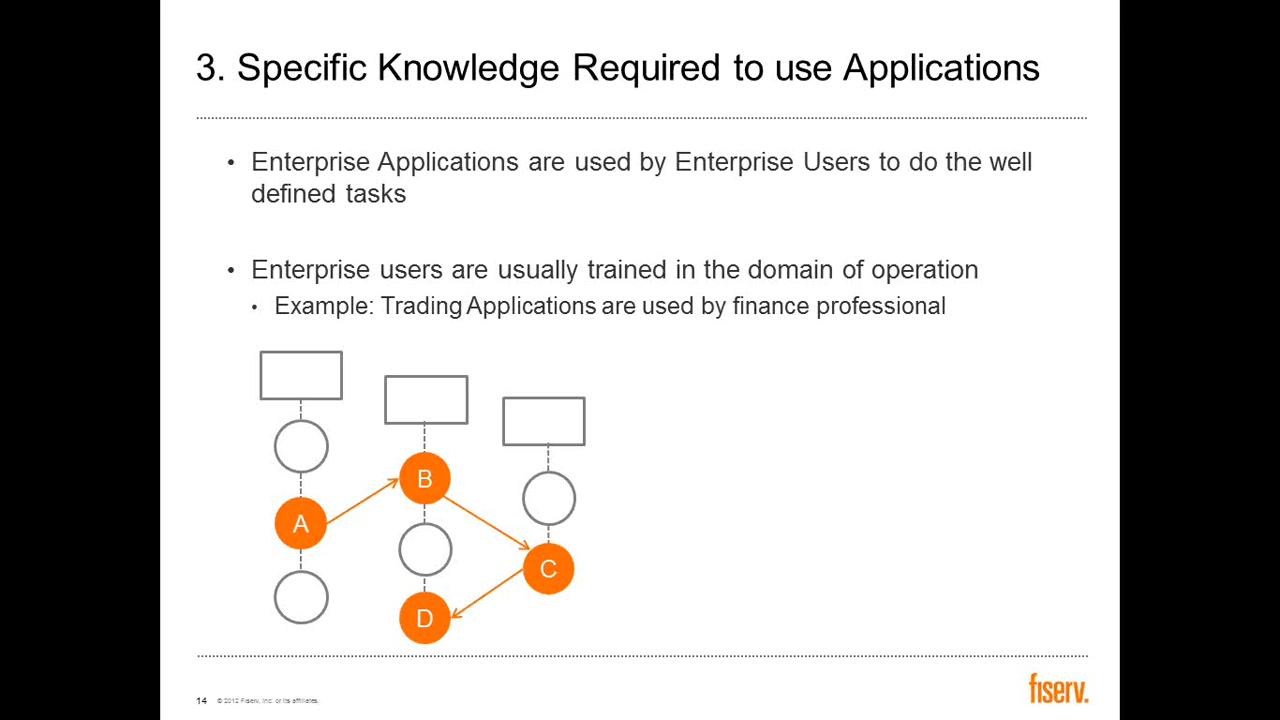 3. Specific Knowledge Required to use Applications
• Enterprise Applications are used by Enterprise Users to do the well
defined tasks
• Enterprise users are usually trained in the domain of operation
• Example: Trading Applications are used by finance professional
B
A
C
D
14 © 2012 Fiserv, Inc. or its affiliates.
fiserv.